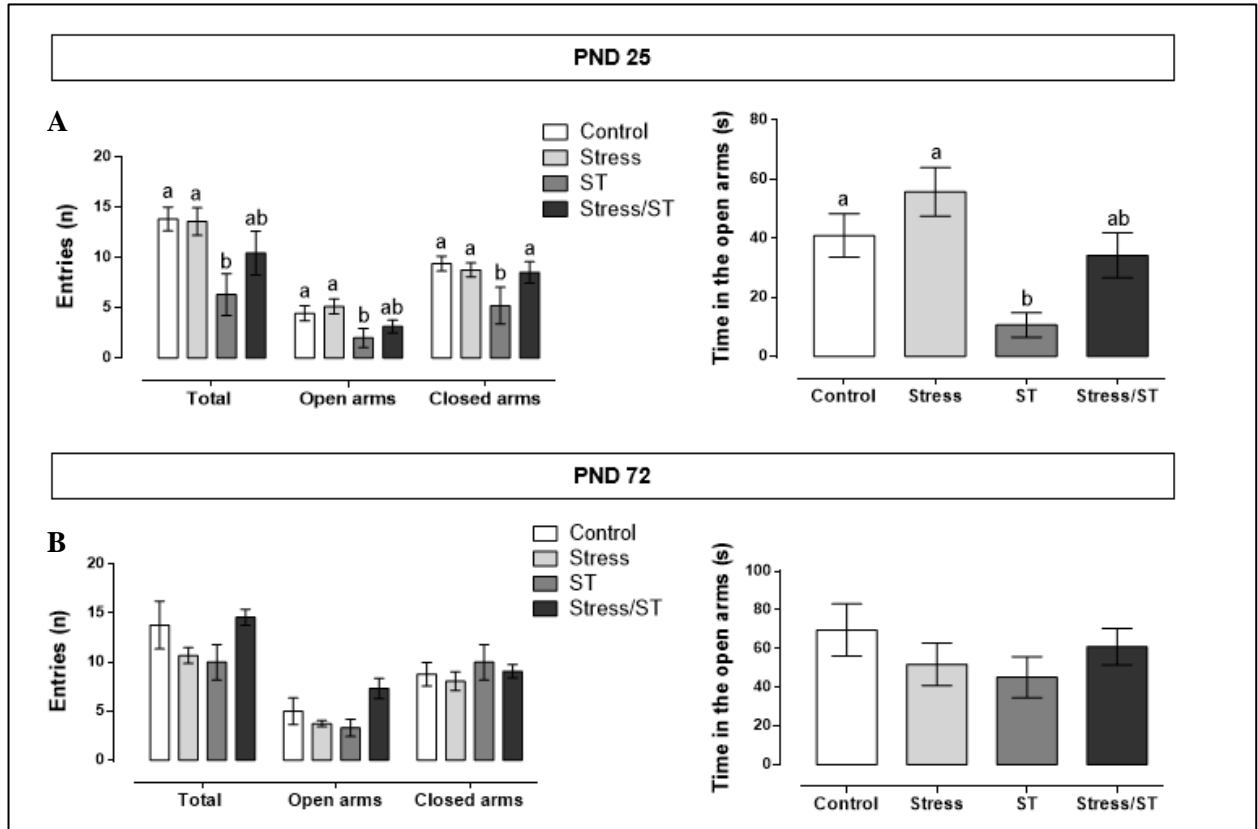 PND 25
A
Control
Stress
ST
Stress/ST
Entries (n)
20
15
10
5
0
a a b ab
a a b ab
a a b a
Total Open arms Closed arms
Time in the open arms (s)
80
60
40
20
0
a a b ab
Control Stress ST Stress/ST
PND 72
B
Control
Stress
ST
Stress/ST
Entries (n)
20
15
10
5
0
Total Open arms Closed arms
Time in the open arms (s)
100
80
60
40
20
0
Control Stress ST Stress/ST